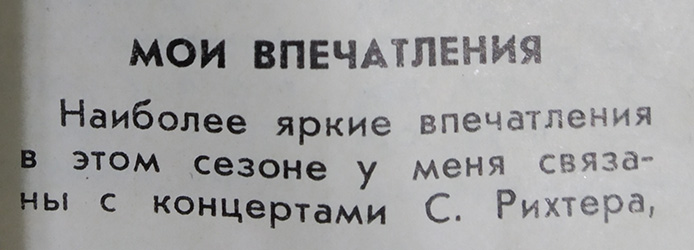 МОИ ВПЕЧАТЛЕНИЯ
Наиболее яркие впечатления
в этом сезоне у меня связа-
ны с концертами С. Рихтера,